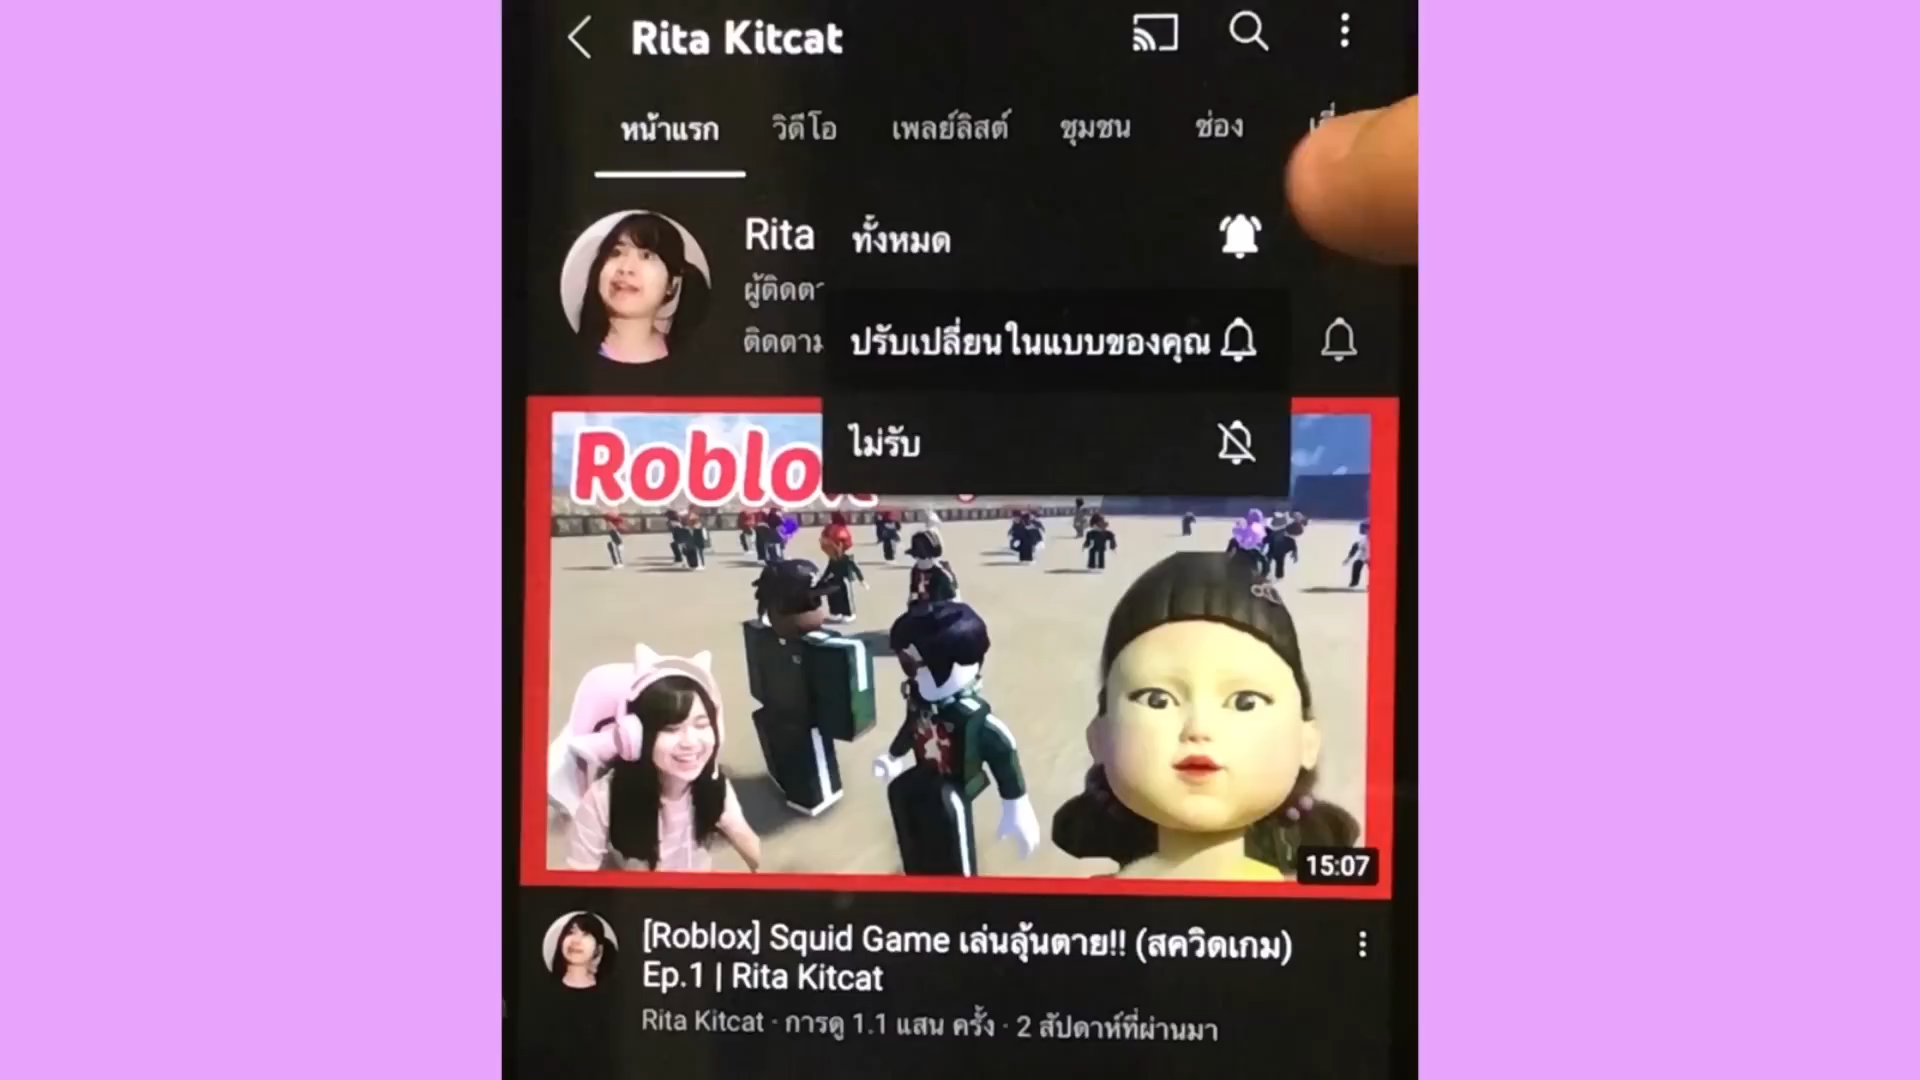 Rita Kitcat
หน้าแรก วิดีโอ เพลย์ลิสต์ ชุมชน ช่อง
Rita
ทั้งหมด
ปรับเปลี่ยนในแบบของคุณ
ติดตาม
ไม่รับ
15:07
[Roblox] Squid Game เล่นลุ้นตาย!! (สควิดเกม)
Ep.1 | Rita Kitcat
Rita Kitcat · การดู 1.1 แสน ครั้ง · 2 สัปดาห์ที่ผ่านมา